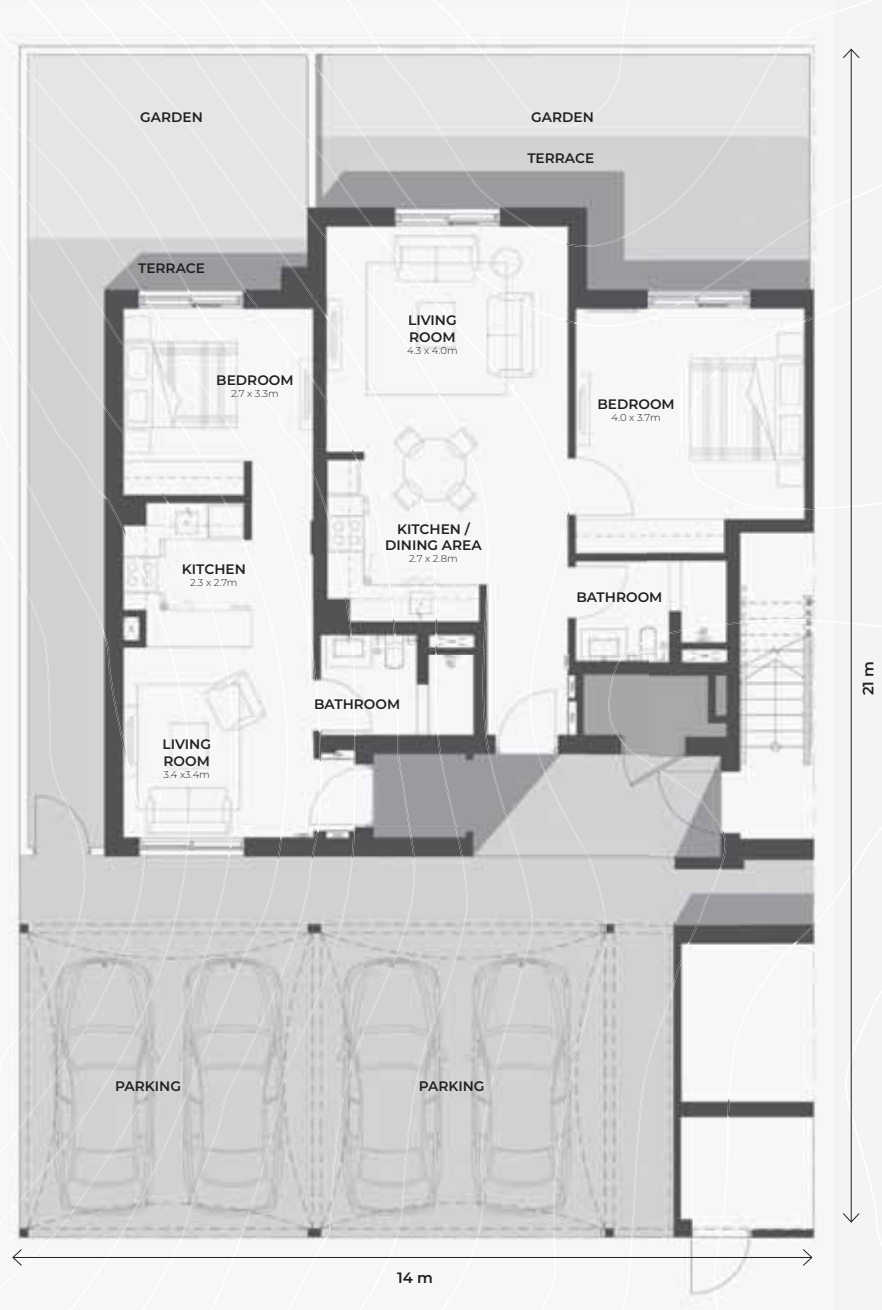 GARDEN
GARDEN
TERRACE
TERRACE
LIVING
ROOM
4.3 x 4.0m
BEDROOM
2.7 x 3.3m
BEDROOM
4.0 x 3.7m
KITCHEN /
DINING AREA
2.7 x 2.8m
KITCHEN
2.3 x 2.7m
BATHROOM
BATHROOM
LIVING
ROOM
3.4 x3.4m
21 m
PARKING
PARKING
14 m